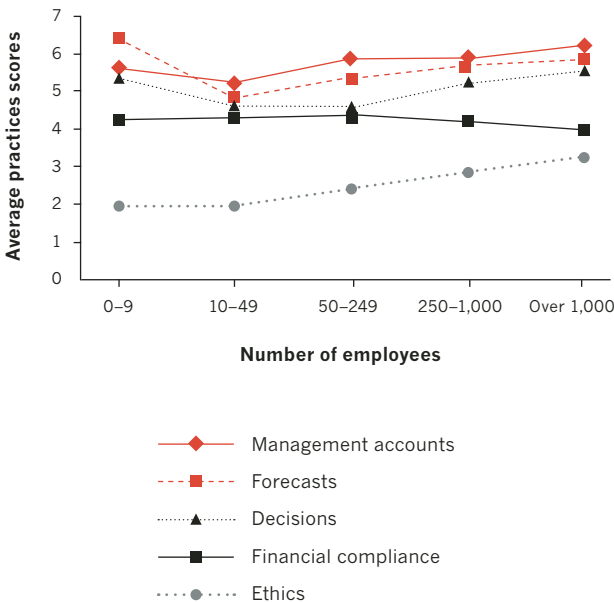 7
6
5
4
3
2
1
0
Average practices scores
0–9 10–49 50–249 250–1,000 Over 1,000
Number of employees
Management accounts
Forecasts
Decisions
Financial compliance
Ethics